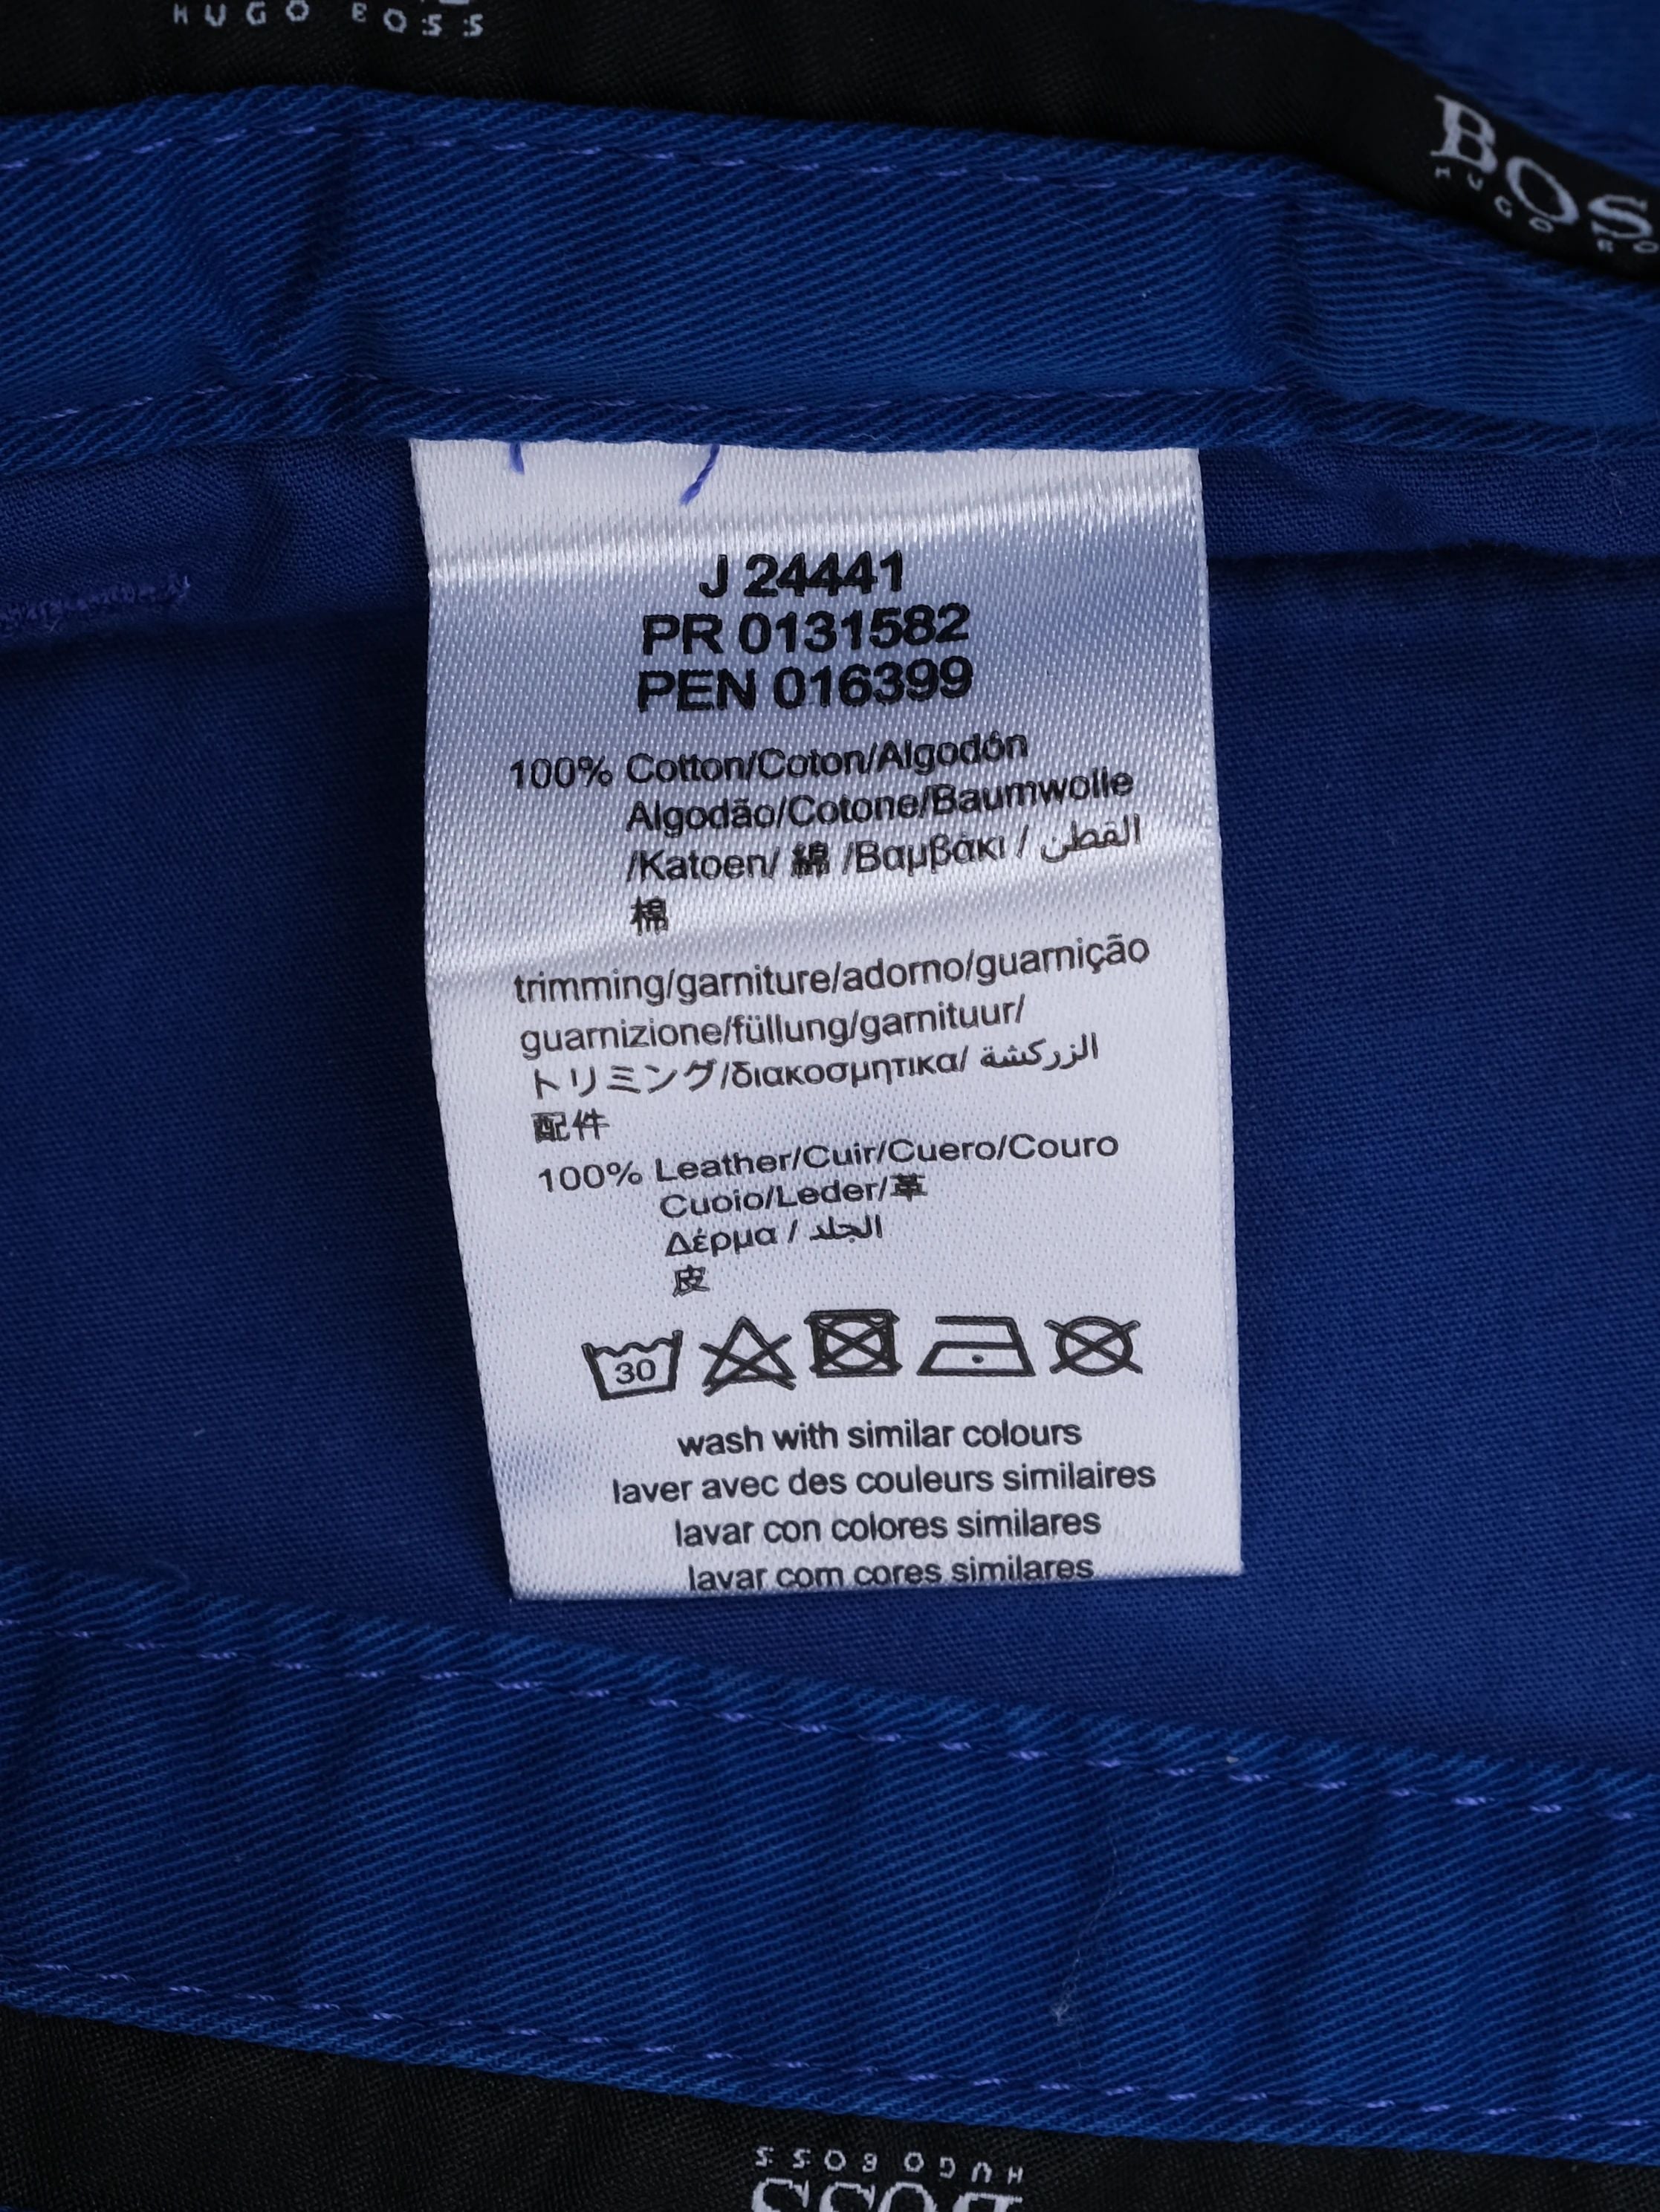 HUGO BOSS
BOS
HUGO BO
J 24441
PR 0131582
PEN 016399
100% Cotton/Coton/Algodón
Algodão/Cotone/Baumwolle
/Katoen/ 綿 /Βαμβάκι / القطن
棉
trimming/garniture/adorno/guarnição
guarnizione/füllung/garnituur/
トリミング/διακοσμητικα/ الزركشة
配件
100% Leather/Cuir/Cuero/Couro
Cuoio/Leder/革
Δέρμα / الجلد
皮
30
wash with similar colours
laver avec des couleurs similaires
lavar con colores similares
lavar com cores similares
HUGO BOSS
BOSS